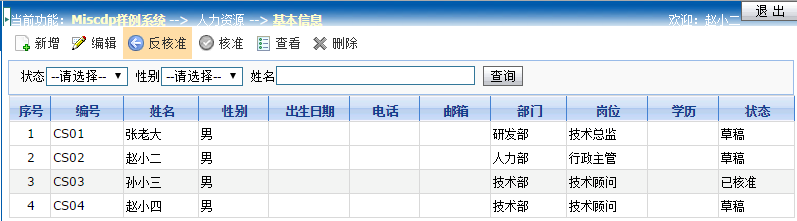 当前功能：Miscdp样例系统 --> 人力资源 --> 基本信息 欢迎：赵小二 退 出
新增 编辑 反核准 核准 查看 删除
状态 --请选择-- 性别 --请选择-- 姓名 查询
序号 编号 姓名 性别 出生日期 电话 邮箱 部门 岗位 学历 状态
1 CS01 张老大 男 研发部 技术总监 草稿
2 CS02 赵小二 男 人力部 行政主管 草稿
3 CS03 孙小三 男 技术部 技术顾问 已核准
4 CS04 赵小四 男 技术部 技术顾问 草稿